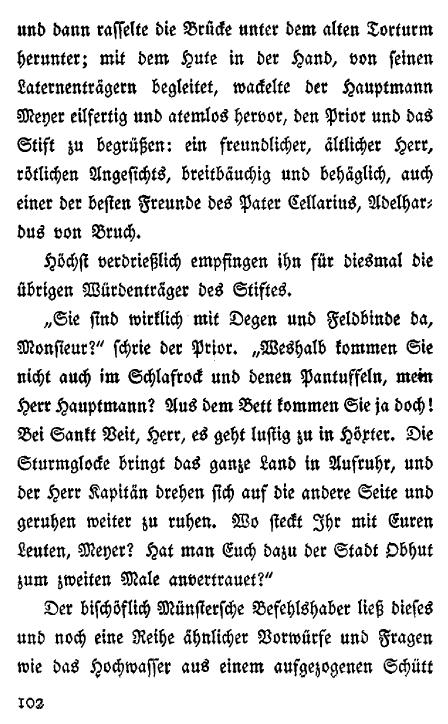 und dann rasselte die Brücke unter dem alten Torturm
herunter; mit dem Hute in der Hand, von seinen
Laternenträgern begleitet, wackelte der Hauptmann
Meyer eilfertig und atemlos hervor, den Prior und das
Stift zu begrüßen: ein freundlicher, ältlicher Herr,
rötlichen Angesichts, breitbäuchig und behäglich, auch
einer der besten Freunde des Pater Cellarius, Adelhar-
dus von Bruch.
Höchst verdrießlich empfingen ihn für diesmal die
übrigen Würdenträger des Stiftes.
„Sie sind wirklich mit Degen und Feldbinde da,
Monsieur?“ schrie der Prior. „Weshalb kommen Sie
nicht auch im Schlafrock und denen Pantuffeln, mein
Herr Hauptmann? Aus dem Bett kommen Sie ja doch!
Bei Sankt Veit, Herr, es geht lustig zu in Höxter. Die
Sturmglocke bringt das ganze Land in Aufruhr, und
der Herr Kapitän drehen sich auf die andere Seite und
geruhen weiter zu ruhen. Wo steckt Ihr mit Euren
Leuten, Meyer? Hat man Euch dazu der Stadt Obhut
zum zweiten Male anvertrauet?“
Der bischöflich Münstersche Befehlshaber ließ dieses
und noch eine Reihe ähnlicher Vorwürfe und Fragen
wie das Hochwasser aus einem aufgezogenen Schütt
102